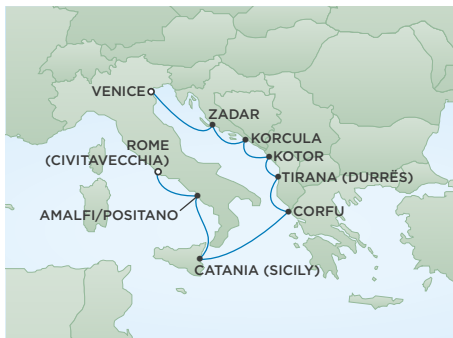 VENICE
ZADAR
KORCULA
ROME
(CIVITAVECCHIA)
KOTOR
TIRANA (DURRËS)
AMALFI/POSITANO
CORFU
CATANIA (SICILY)